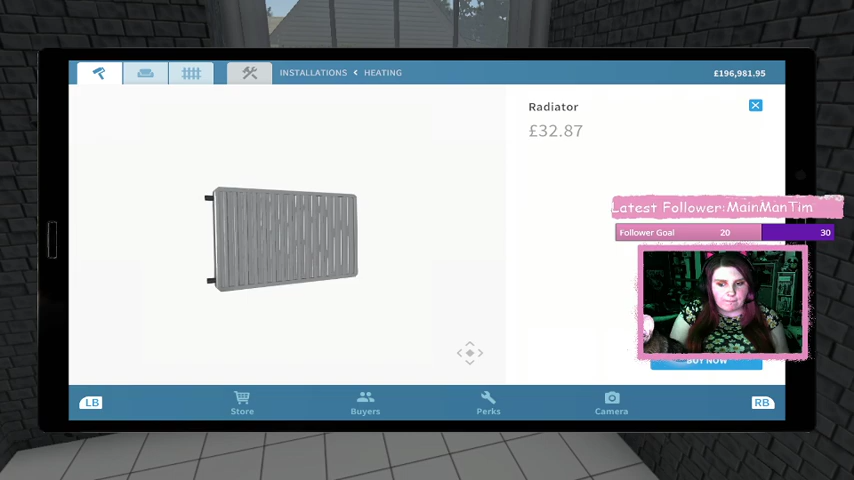 INSTALLATIONS < HEATING
£196,981.95
Radiator
£32.87
Latest Follower:MainManTim
Follower Goal 20 30
BUY NOW
LB
Store
Buyers
Perks
Camera
RB